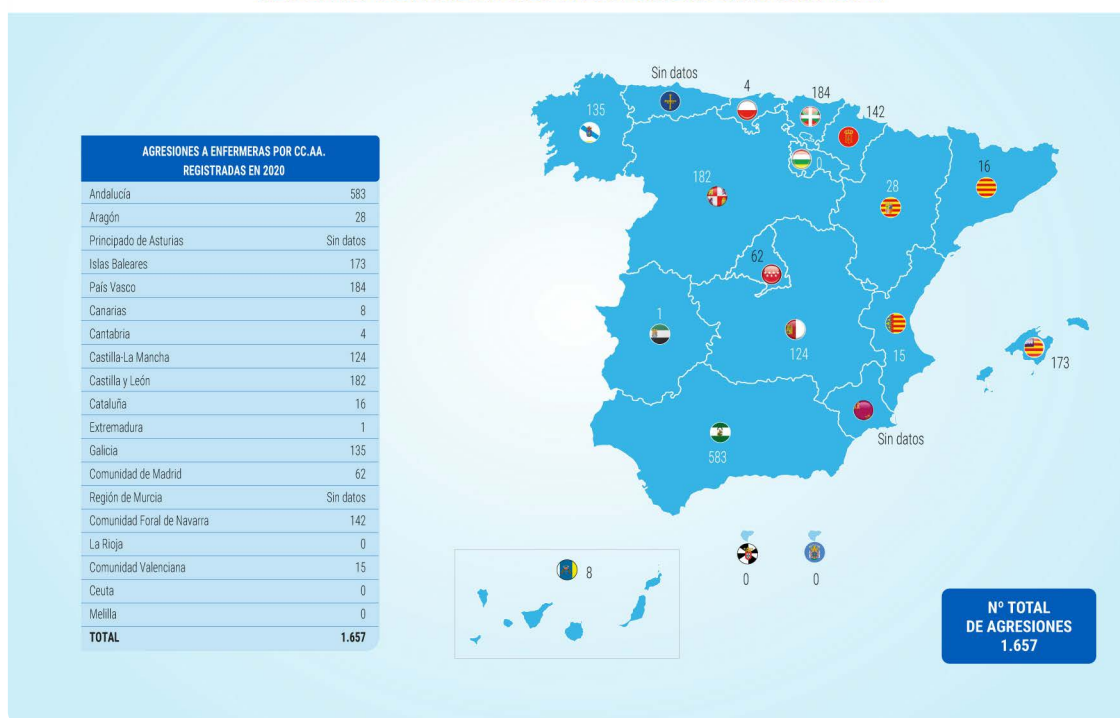 AGRESIONES A ENFERMERAS POR CC.AA.
REGISTRADAS EN 2020
Andalucía 583
Aragón 28
Principado de Asturias Sin datos
Islas Baleares 173
País Vasco 184
Canarias 8
Cantabria 4
Castilla-La Mancha 124
Castilla y León 182
Cataluña 16
Extremadura 1
Galicia 135
Comunidad de Madrid 62
Región de Murcia Sin datos
Comunidad Foral de Navarra 142
La Rioja 0
Comunidad Valenciana 15
Ceuta 0
Melilla 0
TOTAL 1.657
Sin datos
4
184
135
142
0
16
182
28
62
1
124
15
173
Sin datos
583
8
0
0
Nº TOTAL
DE AGRESIONES
1.657